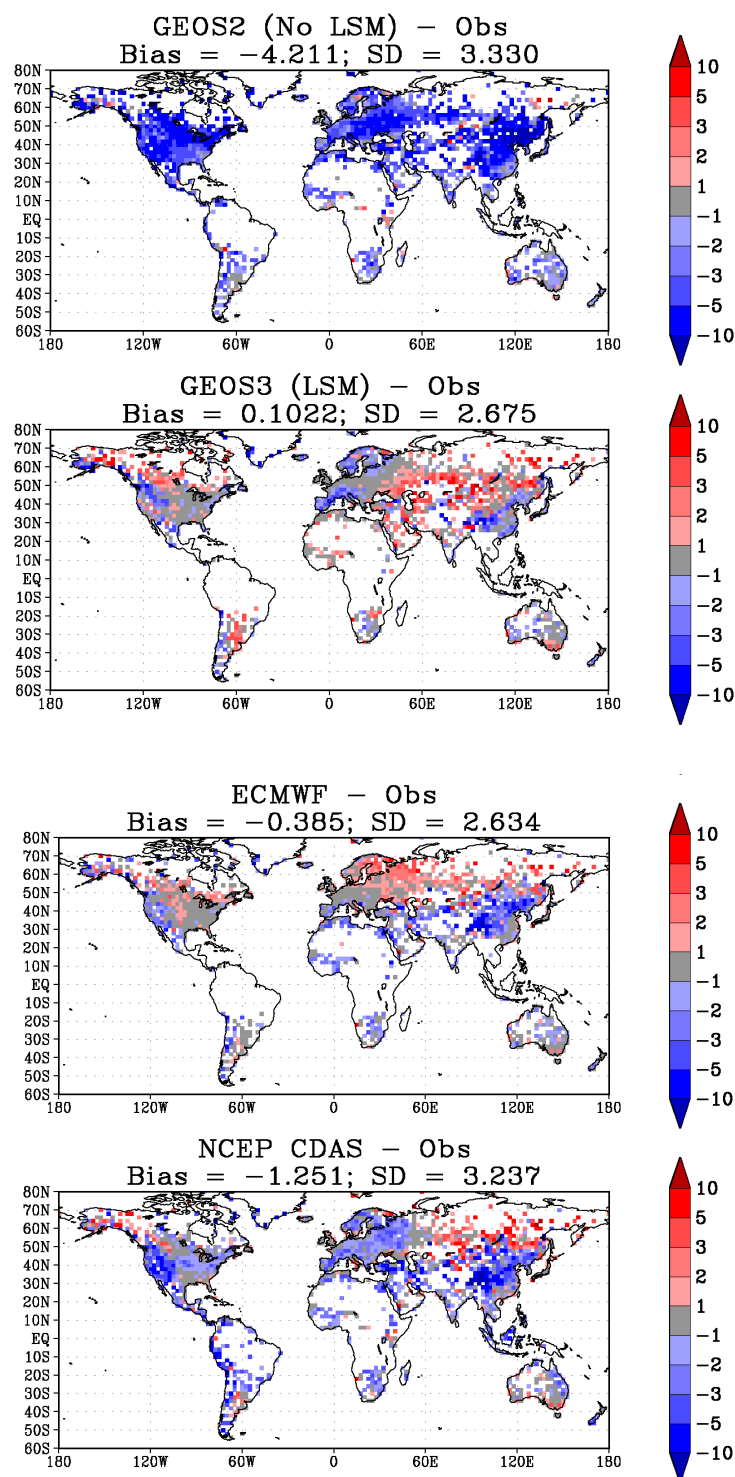 GEOS2 (No LSM) − Obs
Bias = −4.211; SD = 3.330
80N
70N
60N
50N
40N
30N
20N
10N
EQ
10S
20S
30S
40S
50S
60S
180 120W 60W 0 60E 120E 180
10
5
3
2
1
−1
−2
−3
−5
−10
GEOS3 (LSM) − Obs
Bias = 0.1022; SD = 2.675
80N
70N
60N
50N
40N
30N
20N
10N
EQ
10S
20S
30S
40S
50S
60S
180 120W 60W 0 60E 120E 180
10
5
3
2
1
−1
−2
−3
−5
−10
ECMWF − Obs
Bias = −0.385; SD = 2.634
80N
70N
60N
50N
40N
30N
20N
10N
EQ
10S
20S
30S
40S
50S
60S
180 120W 60W 0 60E 120E 180
10
5
3
2
1
−1
−2
−3
−5
−10
NCEP CDAS − Obs
Bias = −1.251; SD = 3.237
80N
70N
60N
50N
40N
30N
20N
10N
EQ
10S
20S
30S
40S
50S
60S
180 120W 60W 0 60E 120E 180
10
5
3
2
1
−1
−2
−3
−5
−10